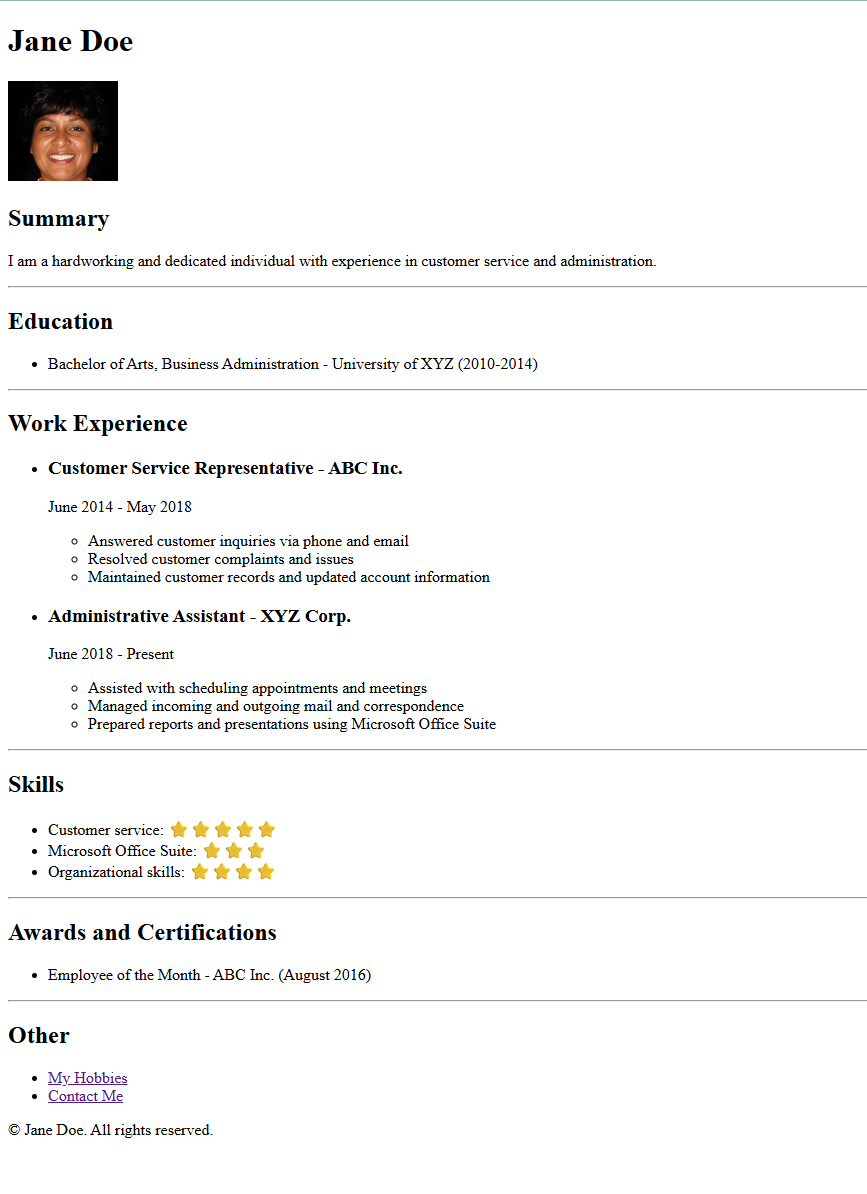 Jane Doe
Summary
I am a hardworking and dedicated individual with experience in customer service and administration.
Education
Bachelor of Arts, Business Administration - University of XYZ (2010-2014)
Work Experience
Customer Service Representative - ABC Inc.
June 2014 - May 2018
Answered customer inquiries via phone and email
Resolved customer complaints and issues
Maintained customer records and updated account information
Administrative Assistant - XYZ Corp.
June 2018 - Present
Assisted with scheduling appointments and meetings
Managed incoming and outgoing mail and correspondence
Prepared reports and presentations using Microsoft Office Suite
Skills
Customer service: ⭐⭐⭐⭐⭐
Microsoft Office Suite: ⭐⭐⭐
Organizational skills: ⭐⭐⭐⭐
Awards and Certifications
Employee of the Month - ABC Inc. (August 2016)
Other
My Hobbies
Contact Me
© Jane Doe. All rights reserved.